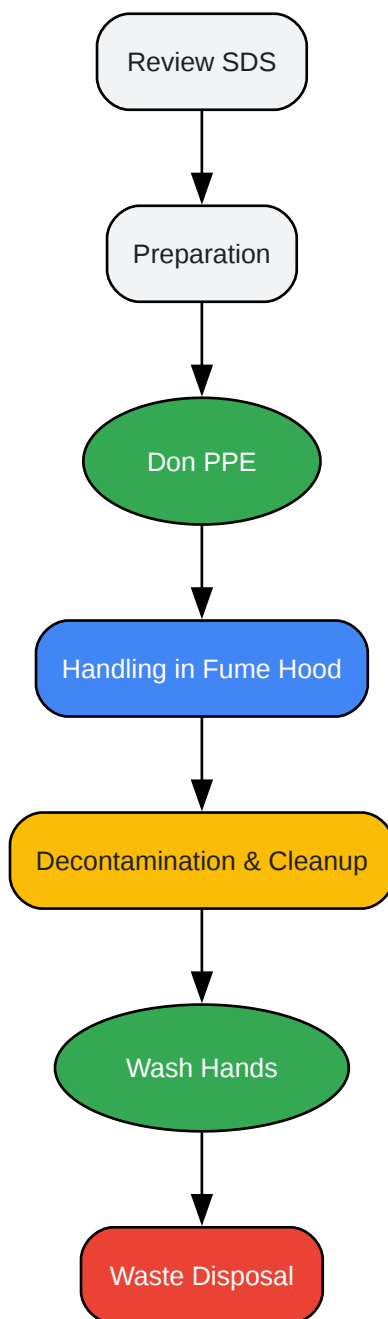 Review SDS
Preparation
Don PPE
Handling in Fume Hood
Decontamination & Cleanup
Wash Hands
Waste Disposal